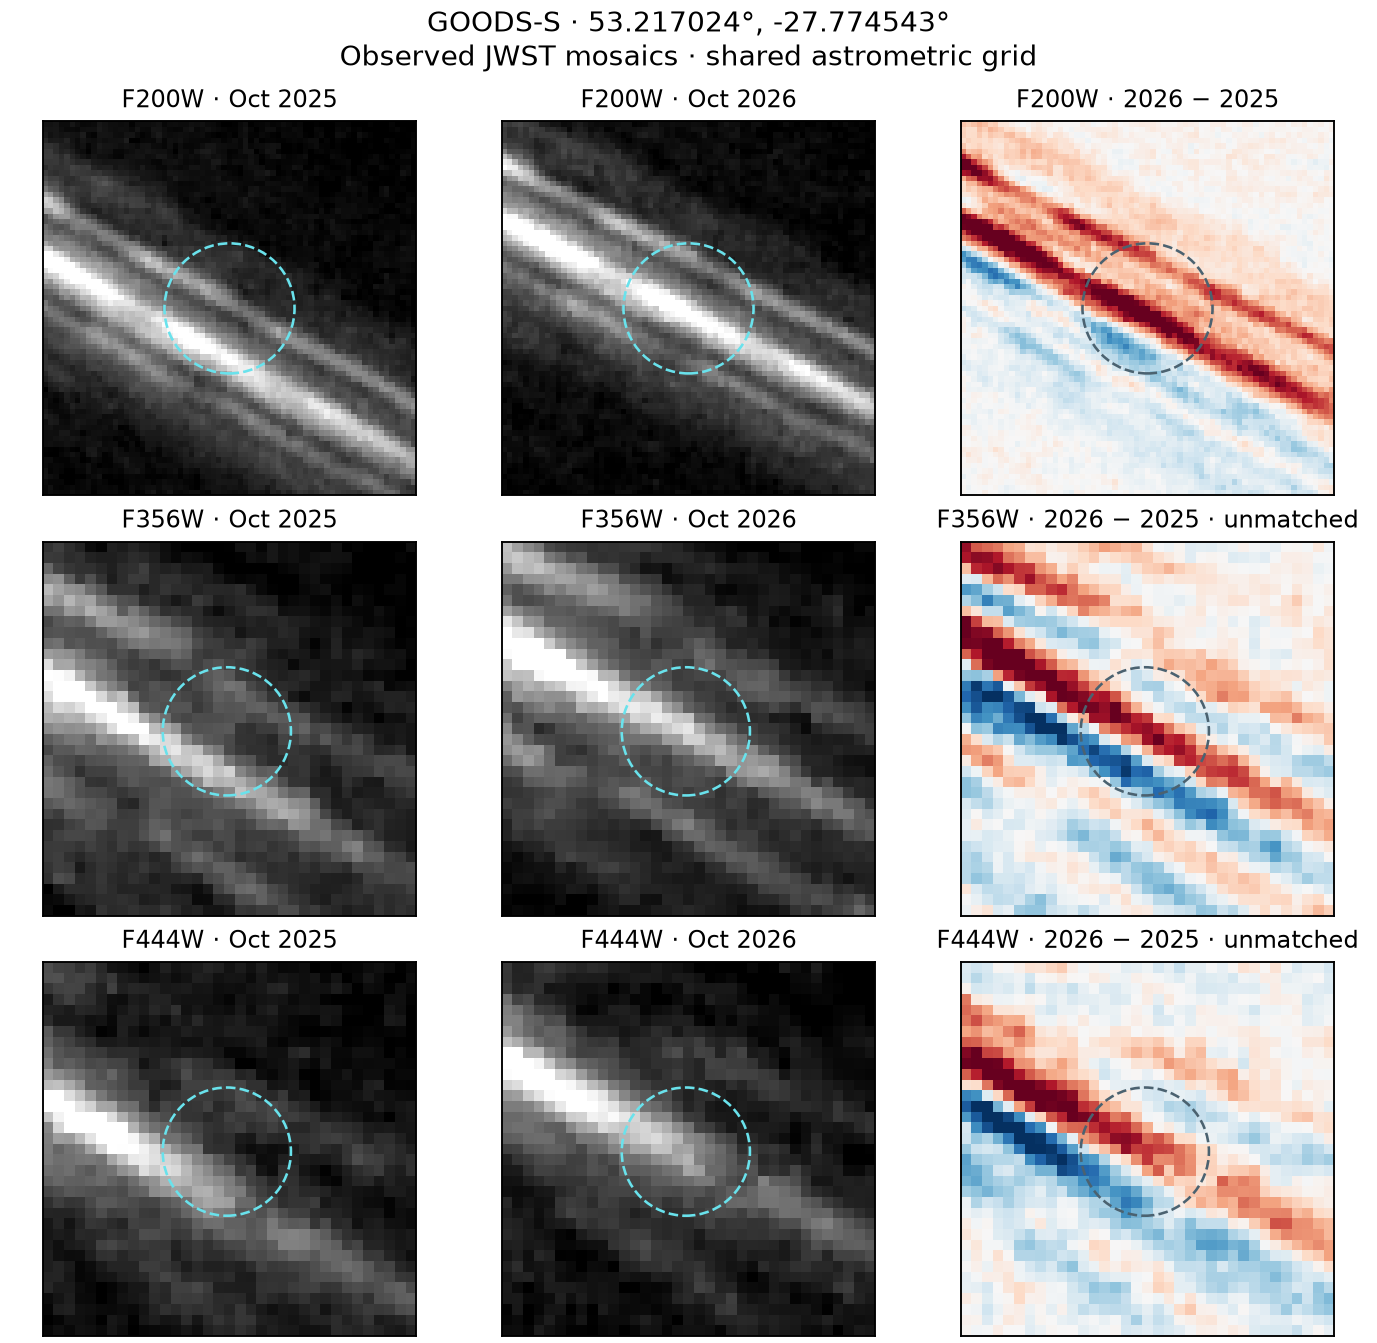 GOODS-S · 53.217024°, -27.774543°
Observed JWST mosaics · shared astrometric grid
F200W · Oct 2025
F200W · Oct 2026
F200W · 2026 − 2025
F356W · Oct 2025
F356W · Oct 2026
F356W · 2026 − 2025 · unmatched
F444W · Oct 2025
F444W · Oct 2026
F444W · 2026 − 2025 · unmatched